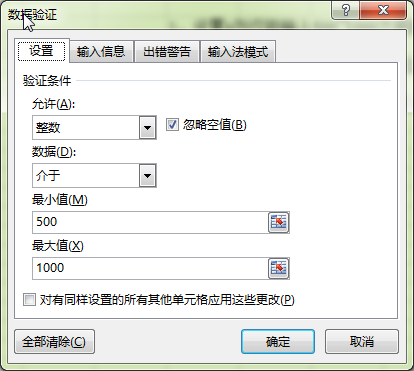 数据验证
设置 输入信息 出错警告 输入法模式
验证条件
允许(A):
整数 忽略空值(B)
数据(D):
介于
最小值(M)
500
最大值(X)
1000
对有同样设置的所有其他单元格应用这些更改(P)
全部清除(C) 确定 取消